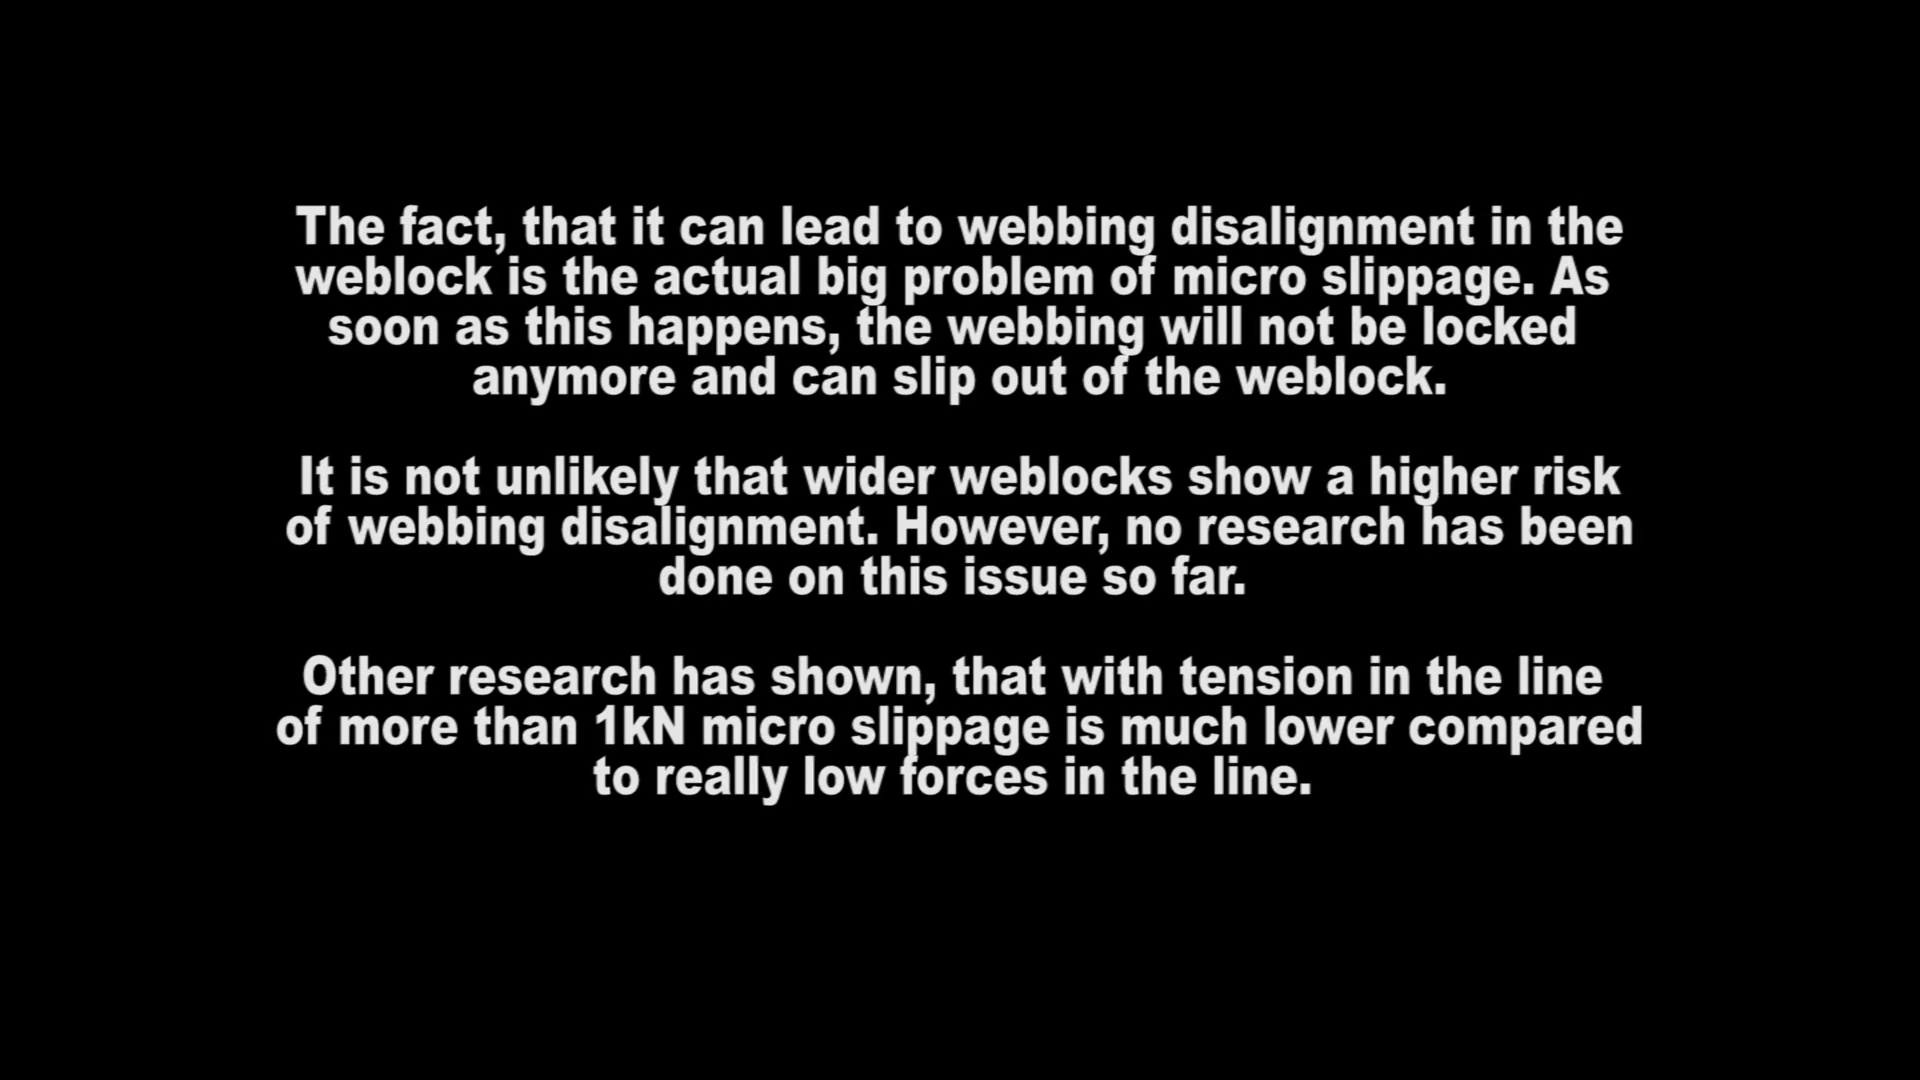 The fact, that it can lead to webbing disalignment in the
weblock is the actual big problem of micro slippage. As
soon as this happens, the webbing will not be locked
anymore and can slip out of the weblock.
It is not unlikely that wider weblocks show a higher risk
of webbing disalignment. However, no research has been
done on this issue so far.
Other research has shown, that with tension in the line
of more than 1kN micro slippage is much lower compared
to really low forces in the line.